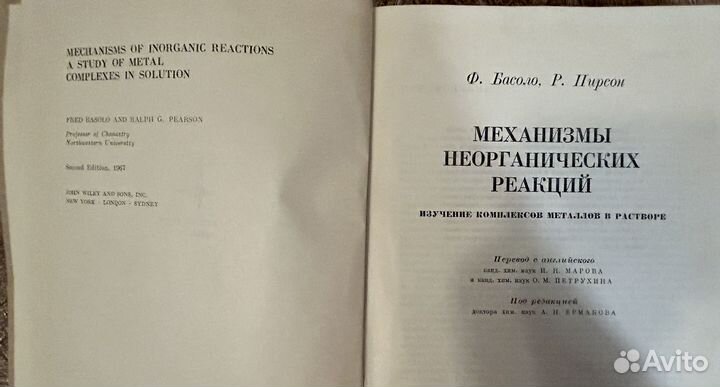 MECHANISMS OF INORGANIC REACTIONS
A STUDY OF METAL
COMPLEXES IN SOLUTION
FRED BASOLO AND RALPH G. PEARSON
Professor of Chemistry
Northwestern University
Second Edition, 1967
JOHN WILEY AND SONS, INC.
NEW YORK - LONDON - SYDNEY
Ф. Басоло, Р. Пирсон
МЕХАНИЗМЫ
НЕОРГАНИЧЕСКИХ
РЕАКЦИЙ
ИЗУЧЕНИЕ КОМПЛЕКСОВ МЕТАЛЛОВ В РАСТВОРЕ
Перевод с английского
канд. хим. наук И. Н. МАРОВА
и канд. хим. наук О. М. ПЕТРУХИНА
Под редакцией
доктора хим. наук А. Н. ЕРМАКОВА
Avito